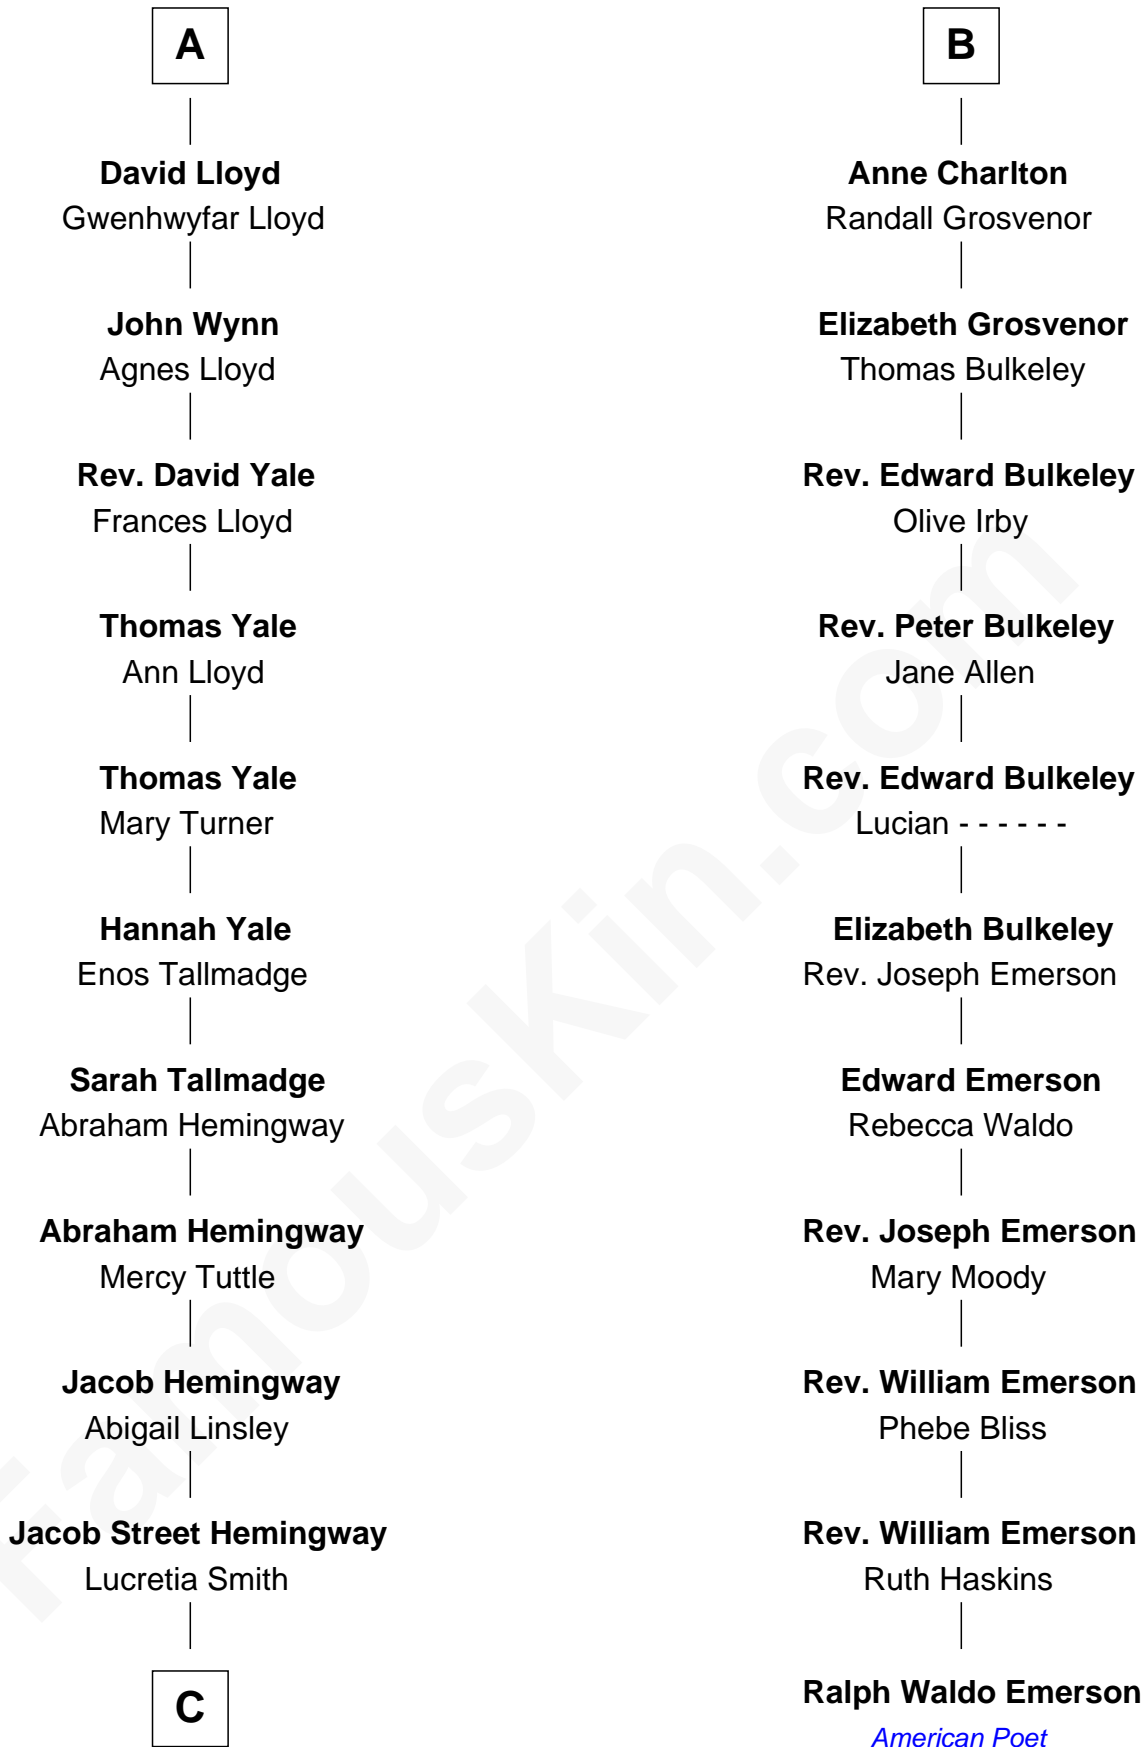 A
David Lloyd
Gwenhwyfar Lloyd
John Wynn
Agnes Lloyd
Rev. David Yale
Frances Lloyd
Thomas Yale
Ann Lloyd
Thomas Yale
Mary Turner
Hannah Yale
Enos Tallmadge
Sarah Tallmadge
Abraham Hemingway
Abraham Hemingway
Mercy Tuttle
Jacob Hemingway
Abigail Linsley
Jacob Street Hemingway
Lucretia Smith
C
B
Anne Charlton
Randall Grosvenor
Elizabeth Grosvenor
Thomas Bulkeley
Rev. Edward Bulkeley
Olive Irby
Rev. Peter Bulkeley
Jane Allen
Rev. Edward Bulkeley
Lucian - - - - - -
Elizabeth Bulkeley
Rev. Joseph Emerson
Edward Emerson
Rebecca Waldo
Rev. Joseph Emerson
Mary Moody
Rev. William Emerson
Phebe Bliss
Rev. William Emerson
Ruth Haskins
Ralph Waldo Emerson
American Poet
FamousKin.com